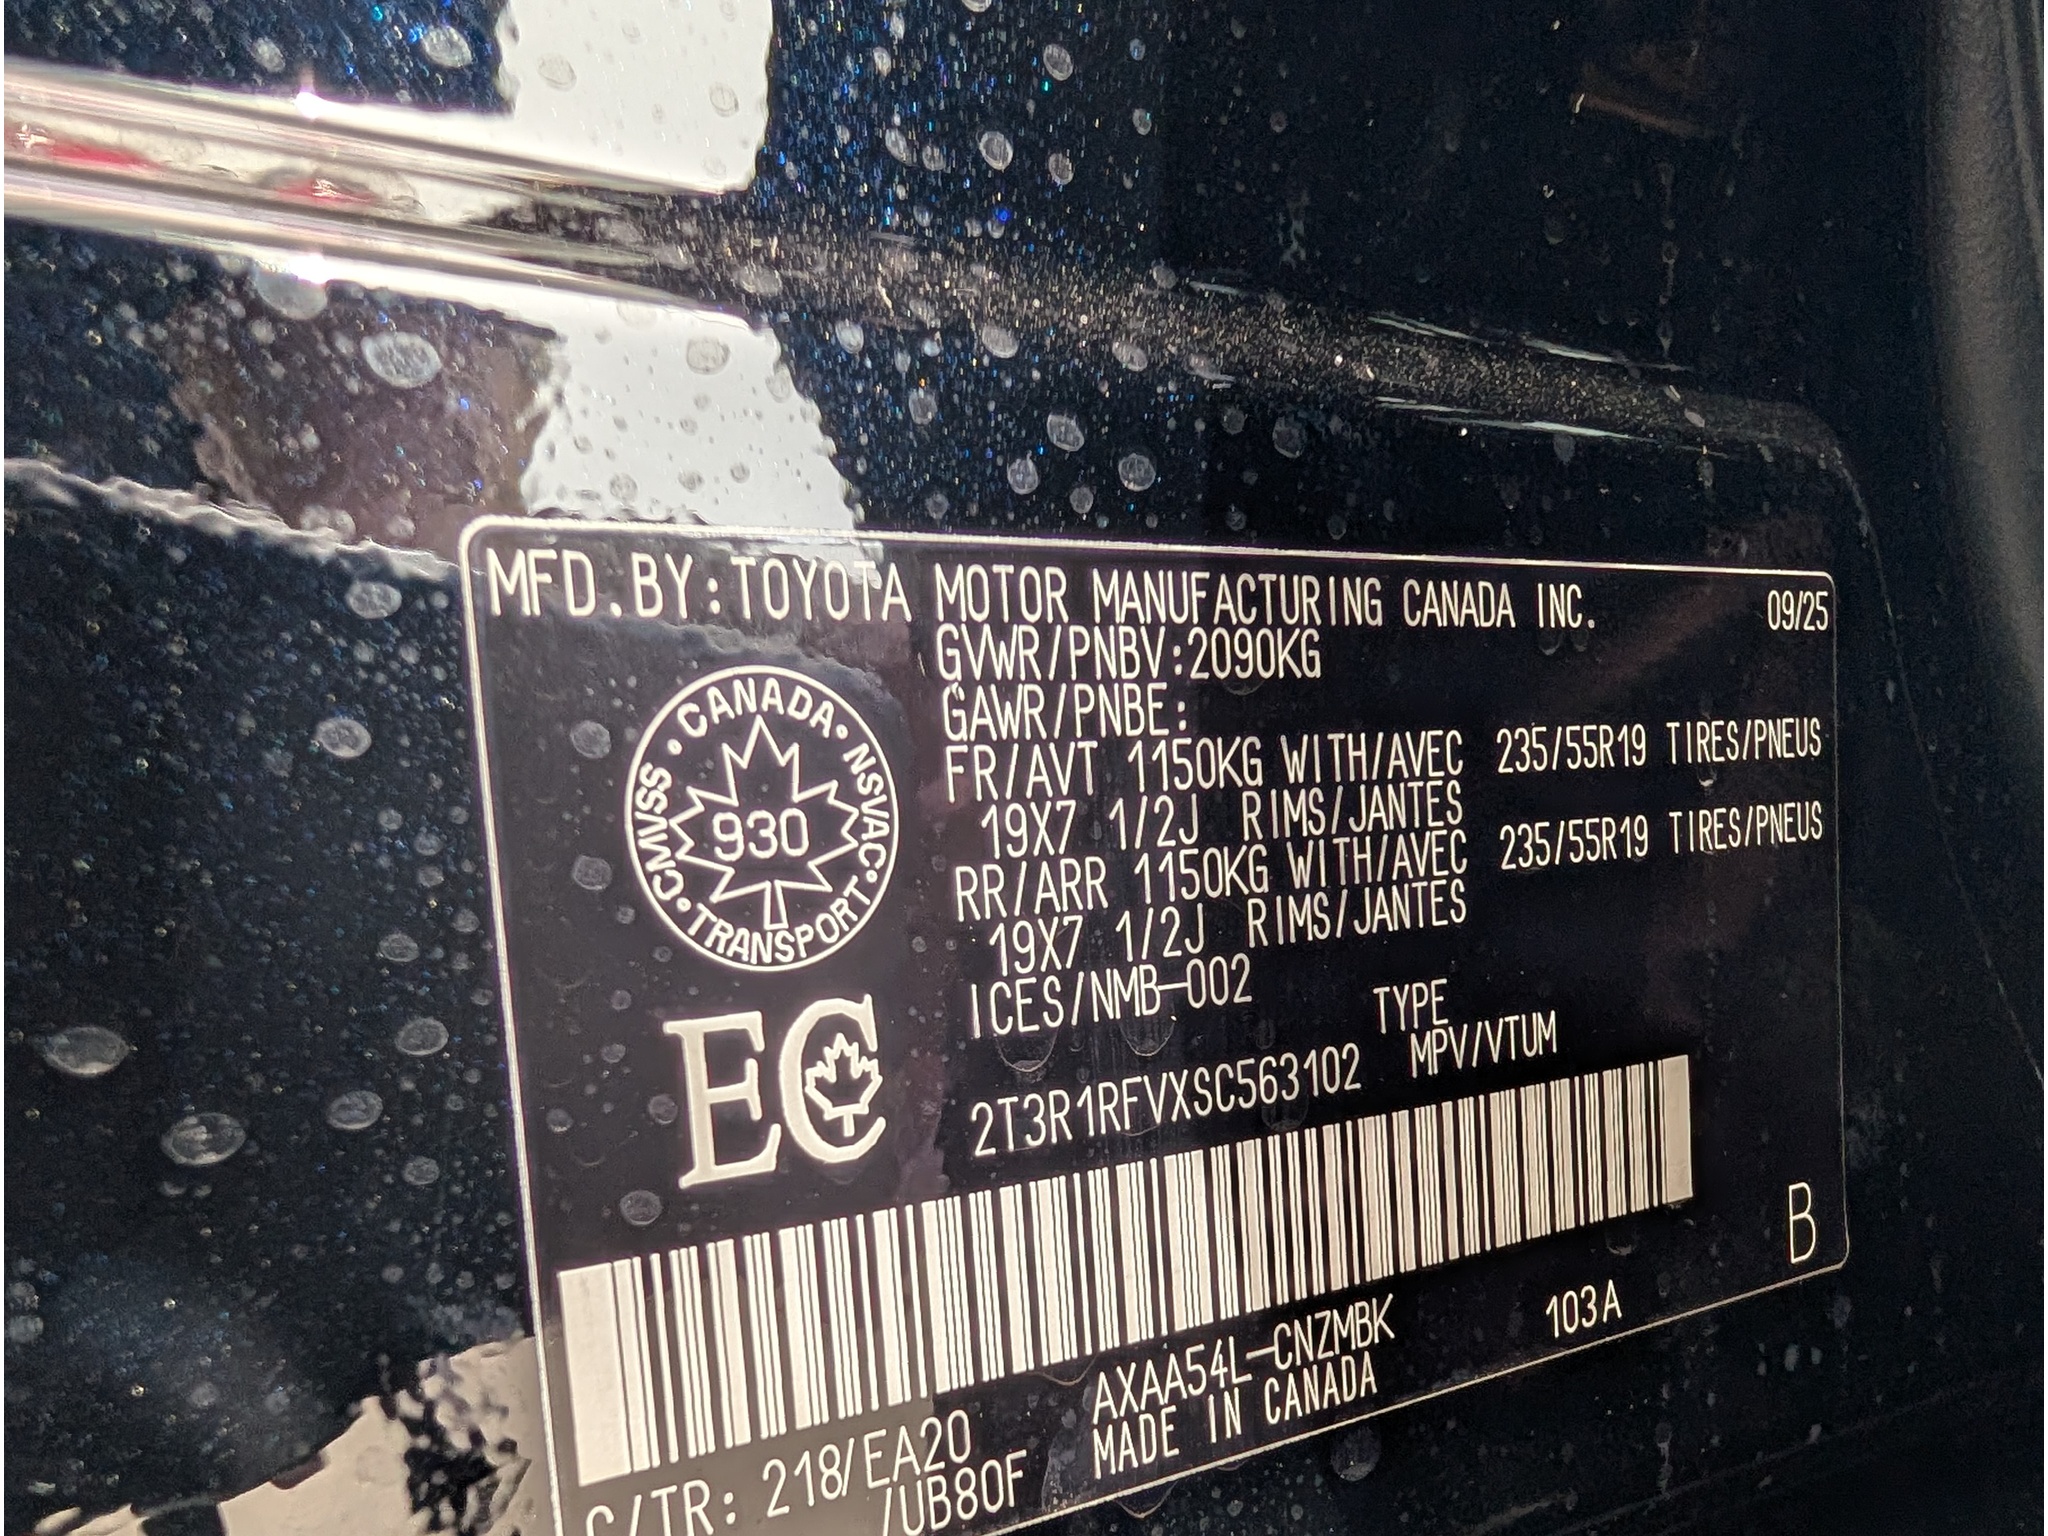 MFD.BY:TOYOTA MOTOR MANUFACTURING CANADA INC. 09/25
GVWR/PNBV:2090KG
GAWR/PNBE:
FR/AVT 1150KG WITH/AVEC 235/55R19 TIRES/PNEUS
19X7 1/2J RIMS/JANTES
RR/ARR 1150KG WITH/AVEC 235/55R19 TIRES/PNEUS
19X7 1/2J RIMS/JANTES
ICES/NMB-002
CANADA • NSVAC • TRANSPORT • CMVSS •
930
EC
TYPE
2T3R1RFVXSC563102 MPV/VTUM
B
C/TR: 218/EA20 AXAA54L-CNZMBK 103A
/UB80F MADE IN CANADA